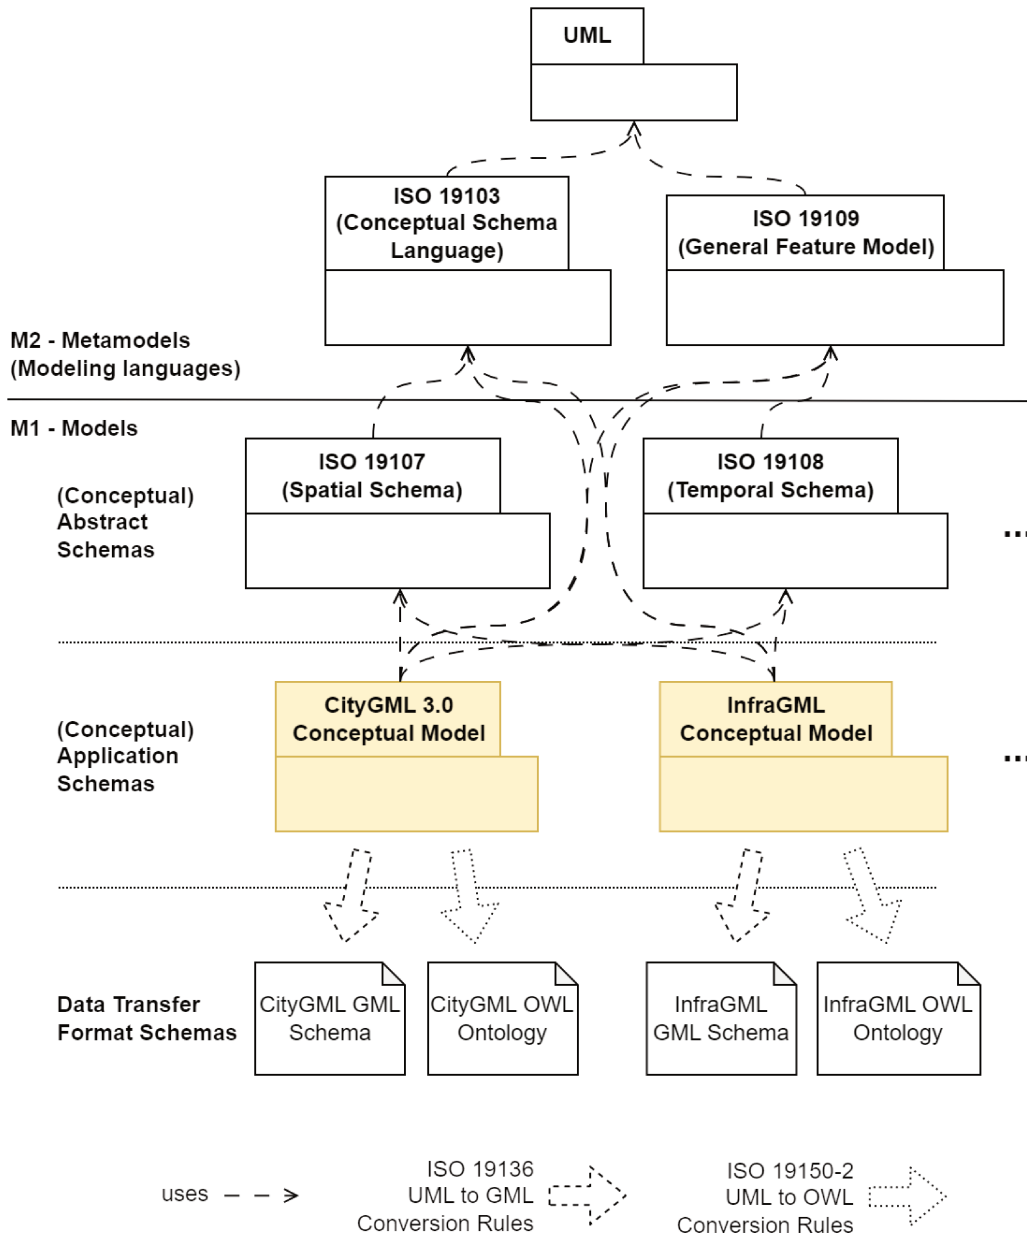 UML
ISO 19103
(Conceptual Schema
Language)
ISO 19109
(General Feature Model)
M2 - Metamodels
(Modeling languages)
M1 - Models
ISO 19107
(Spatial Schema)
ISO 19108
(Temporal Schema)
(Conceptual)
Abstract
Schemas
...
CityGML 3.0
Conceptual Model
InfraGML
Conceptual Model
(Conceptual)
Application
Schemas
...
Data Transfer
Format Schemas
CityGML GML
Schema
CityGML OWL
Ontology
InfraGML
GML Schema
InfraGML OWL
Ontology
uses
ISO 19136
UML to GML
Conversion Rules
ISO 19150-2
UML to OWL
Conversion Rules